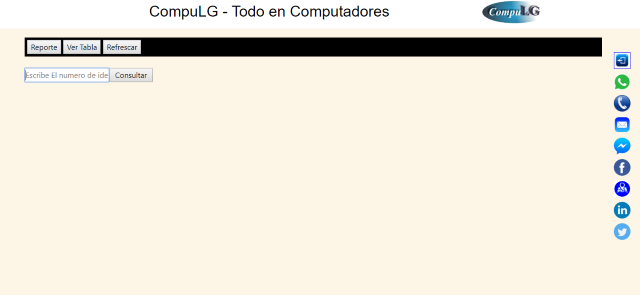 CompuLG - Todo en Computadores
CompuLG
Reporte Ver Tabla Refrescar
Escribe El numero de ide Consultar